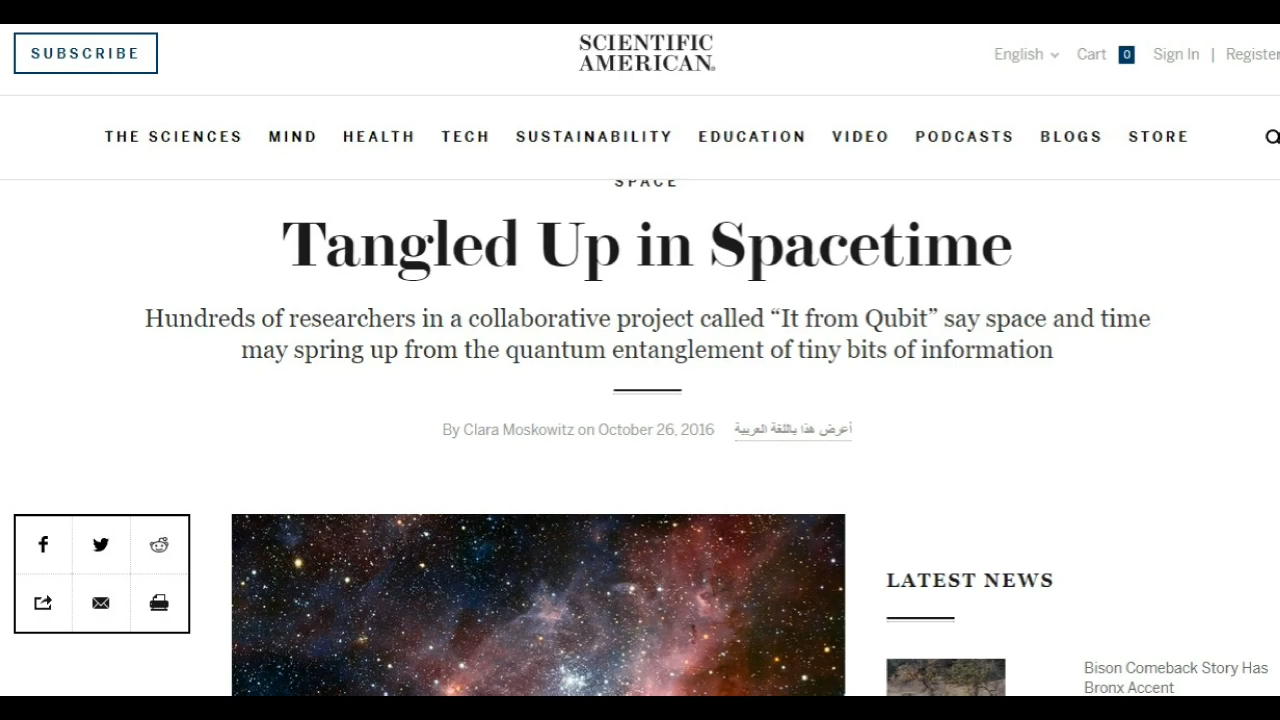 SUBSCRIBE
SCIENTIFIC
AMERICAN®
English
Cart 0 Sign In | Register
THE SCIENCES MIND HEALTH TECH SUSTAINABILITY EDUCATION VIDEO PODCASTS BLOGS STORE
SPACE
Tangled Up in Spacetime
Hundreds of researchers in a collaborative project called “It from Qubit” say space and time
may spring up from the quantum entanglement of tiny bits of information
By Clara Moskowitz on October 26, 2016 أعرض هذا باللغة العربية
LATEST NEWS
Bison Comeback Story Has
Bronx Accent